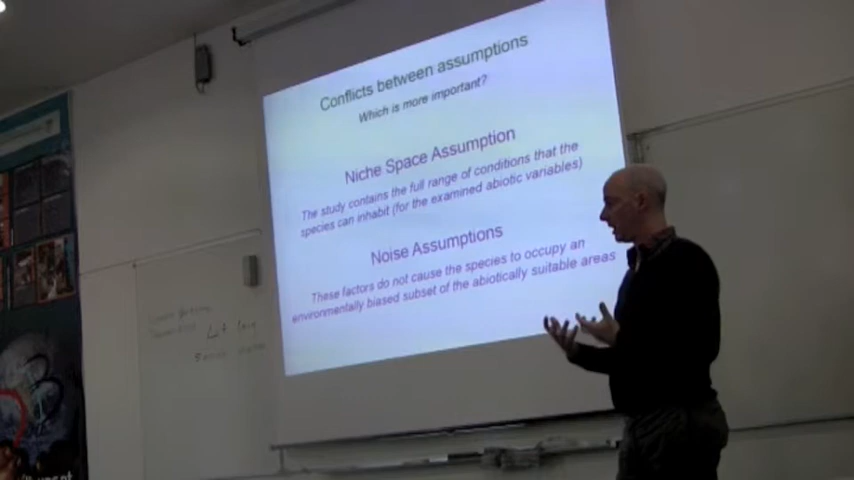 Conflicts between assumptions
Which is more important?
Niche Space Assumption
The study contains the full range of conditions that the
species can inhabit (for the examined abiotic variables)
Noise Assumptions
These factors do not cause the species to occupy an
environmentally biased subset of the abiotically suitable areas